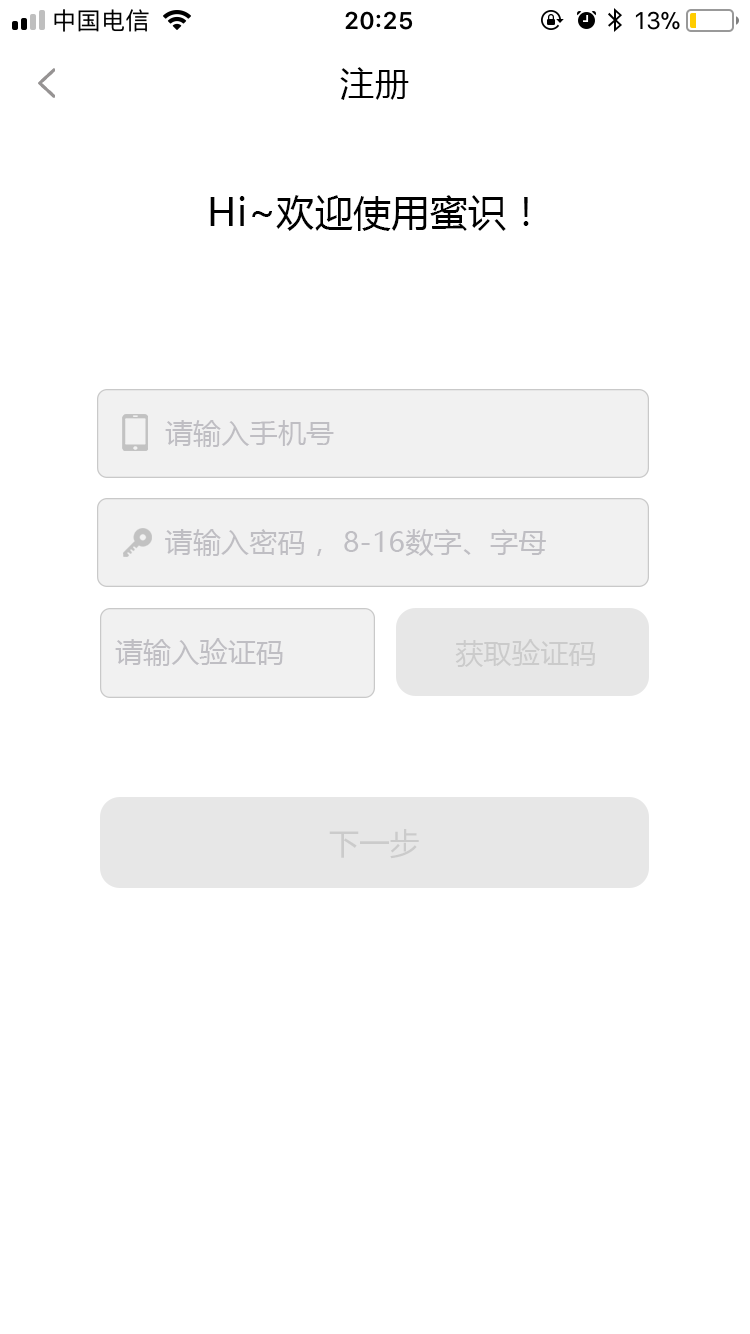 中国电信 20:25 13%
注册
Hi~欢迎使用蜜识！
请输入手机号
请输入密码，8-16数字、字母
请输入验证码 获取验证码
下一步